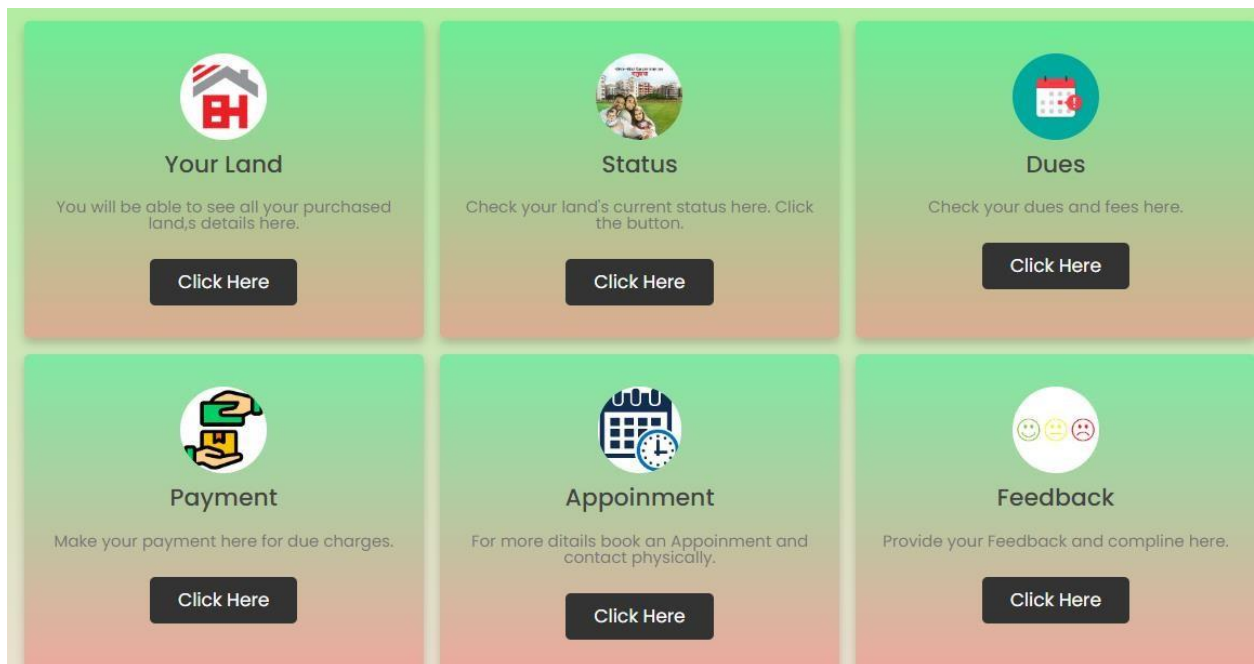 EH
Your Land
You will be able to see all your purchased
land,s details here.
Click Here
Status
Check your land's current status here. Click
the button.
Click Here
Dues
Check your dues and fees here.
Click Here
Payment
Make your payment here for due charges.
Click Here
Appoinment
For more ditails book an Appoinment and
contact physically.
Click Here
Feedback
Provide your Feedback and compline here.
Click Here